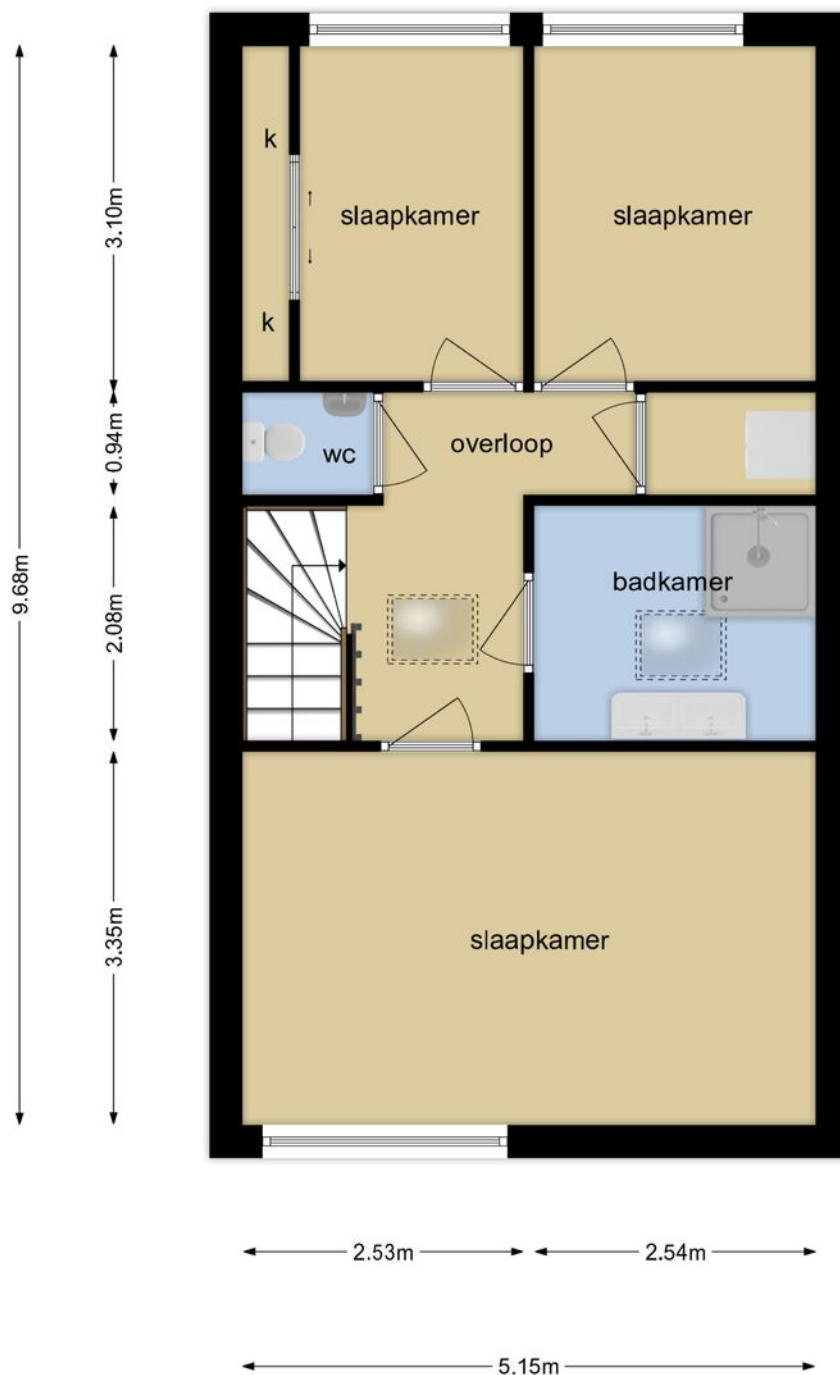 k
slaapkamer
slaapkamer
3.10m
k
0.94m
wc
overloop
9.68m
2.08m
badkamer
3.35m
slaapkamer
2.53m
2.54m
5.15m